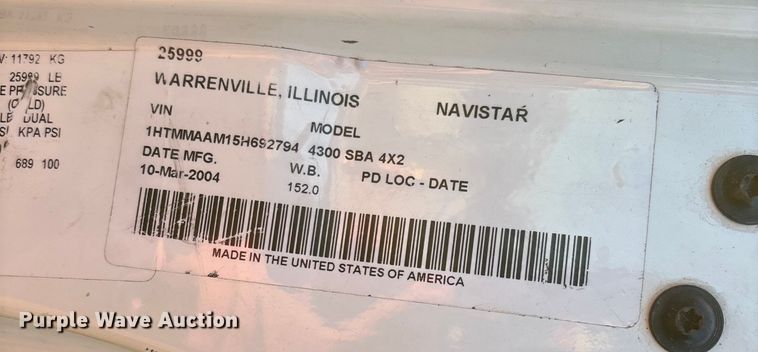 V: 11792 KG
25999 LB
E PRESSURE
(COLD)
DUAL
KPA PSI
689 100
25999
WARRENVILLE, ILLINOIS NAVISTAR
VIN MODEL
1HTMMAAM15H692794 4300 SBA 4X2
DATE MFG. W.B. PD LOC - DATE
10-Mar-2004 152.0
MADE IN THE UNITED STATES OF AMERICA
Purple Wave Auction